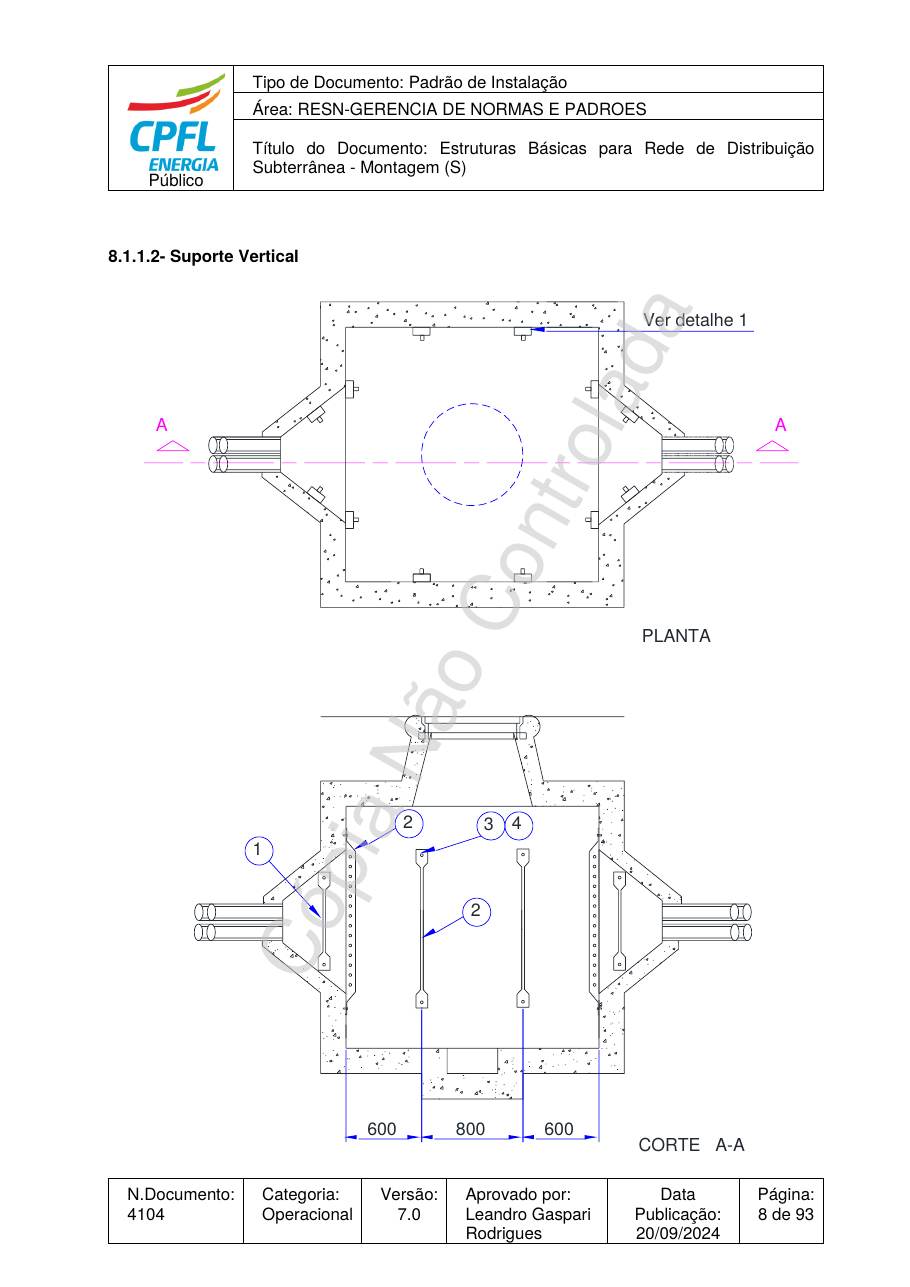 Tipo de Documento: Padrão de Instalação
Área: RESN-GERENCIA DE NORMAS E PADROES
Título do Documento: Estruturas Básicas para Rede de Distribuição
Subterrânea - Montagem (S)
CPFL
ENERGIA
Público
8.1.1.2- Suporte Vertical
Ver detalhe 1
A
A
PLANTA
2
3
4
1
2
600
800
600
CORTE A-A
Cópia Não Controlada
N.Documento:
4104
Categoria:
Operacional
Versão:
7.0
Aprovado por:
Leandro Gaspari
Rodrigues
Data
Publicação:
20/09/2024
Página:
8 de 93